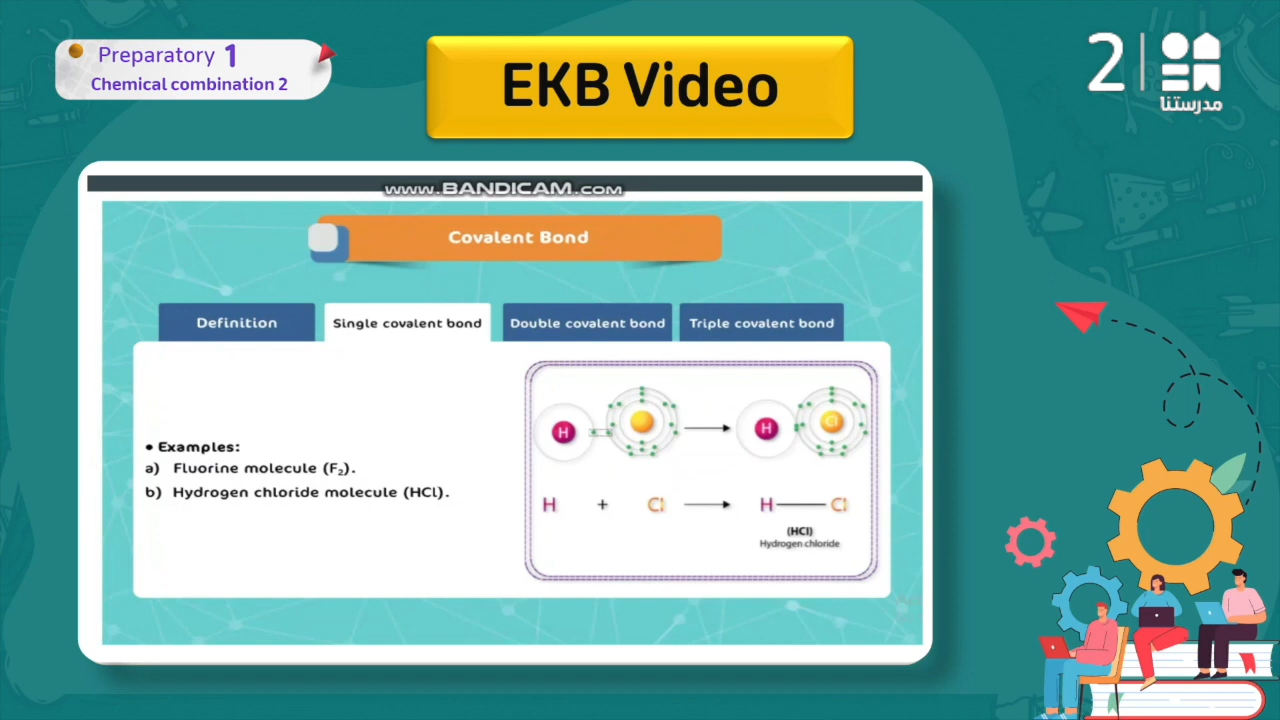 Preparatory 1
Chemical combination 2
EKB Video
2
مدرستنا
WWW.BANDICAM.COM
Covalent Bond
Definition
Single covalent bond
Double covalent bond
Triple covalent bond
• Examples:
a) Fluorine molecule (F₂).
b) Hydrogen chloride molecule (HCl).
H
H
Cl
H + Cl H Cl
(HCl)
Hydrogen chloride